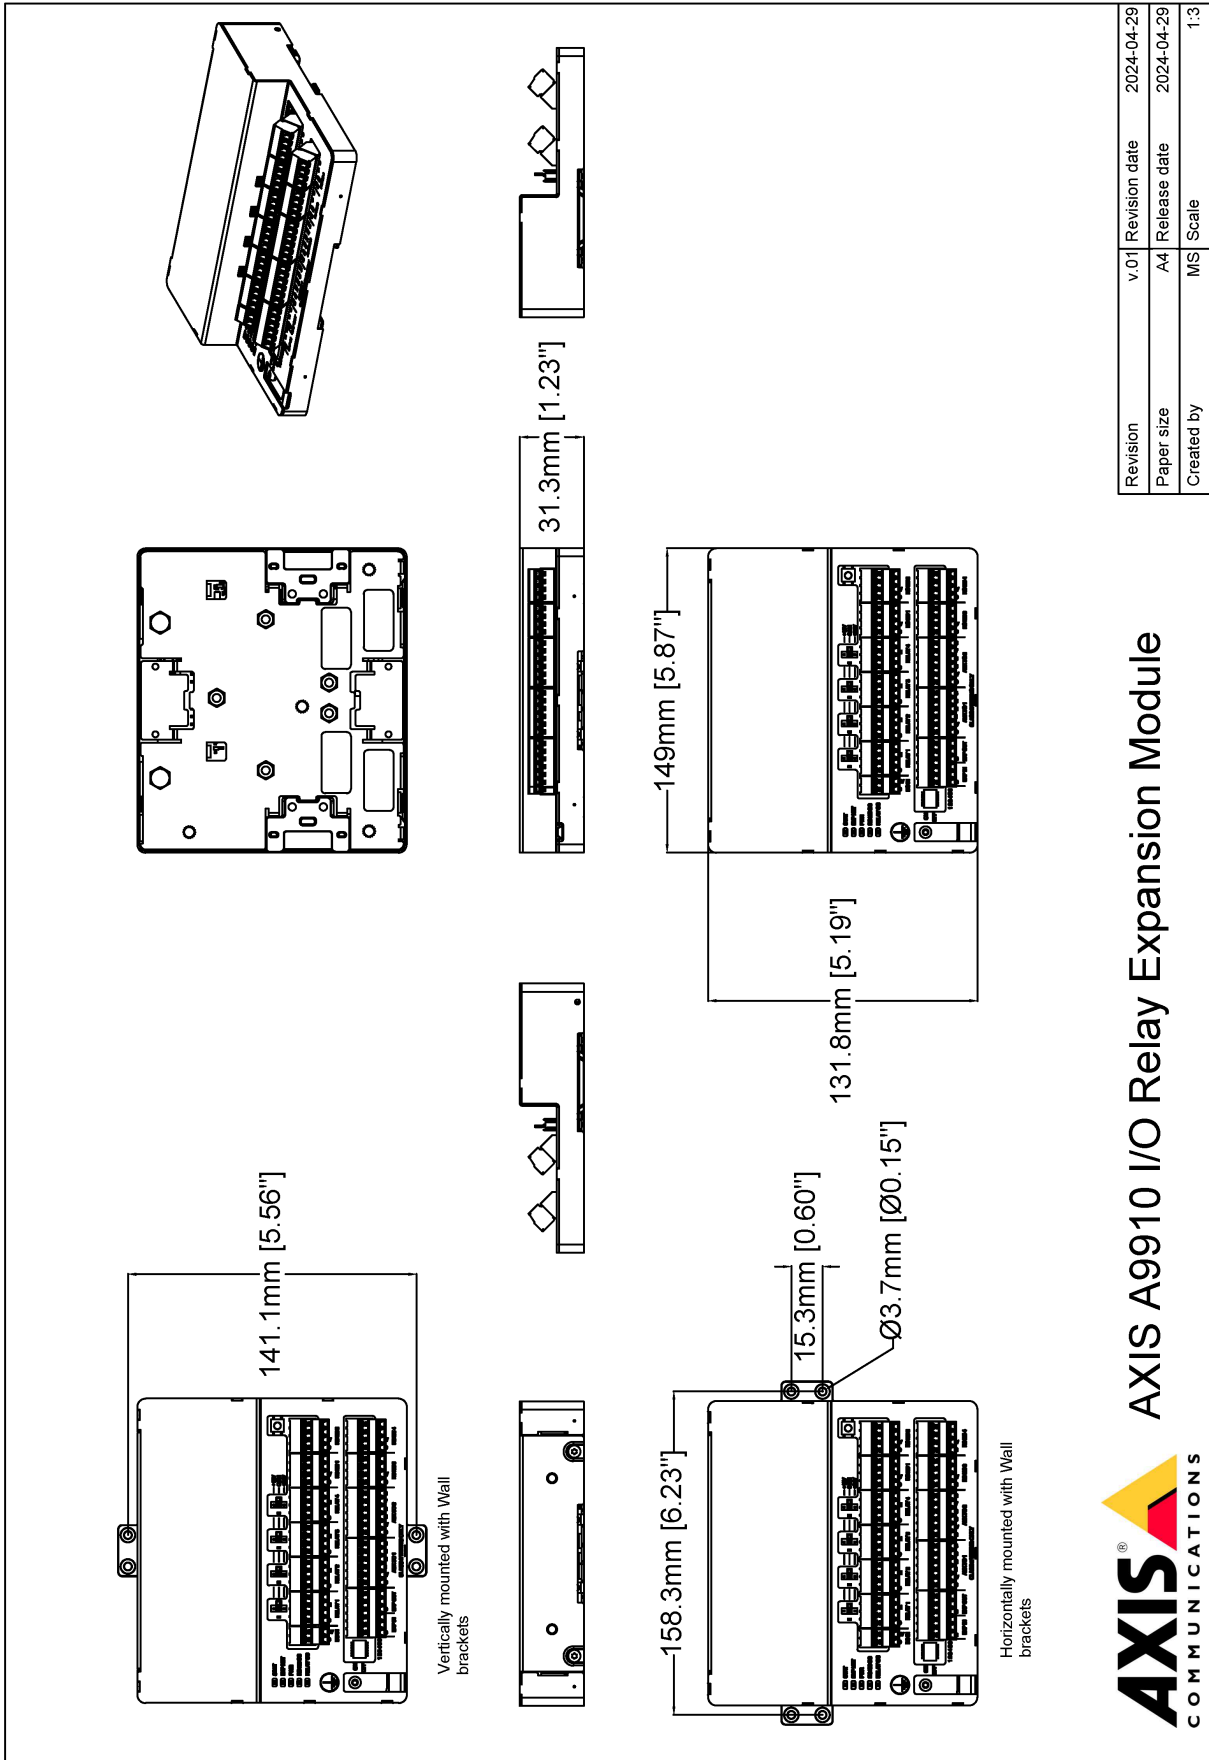 141.1mm [5.56"]
Vertically mounted with Wall
brackets
31.3mm [1.23"]
158.3mm [6.23"]
15.3mm [0.60"]
Ø3.7mm [Ø0.15"]
Horizontally mounted with Wall
brackets
131.8mm [5.19"]
149mm [5.87"]
AXIS®
COMMUNICATIONS
AXIS A9910 I/O Relay Expansion Module
Revision v.01 Revision date 2024-04-29
Paper size A4 Release date 2024-04-29
Created by MS Scale 1:3